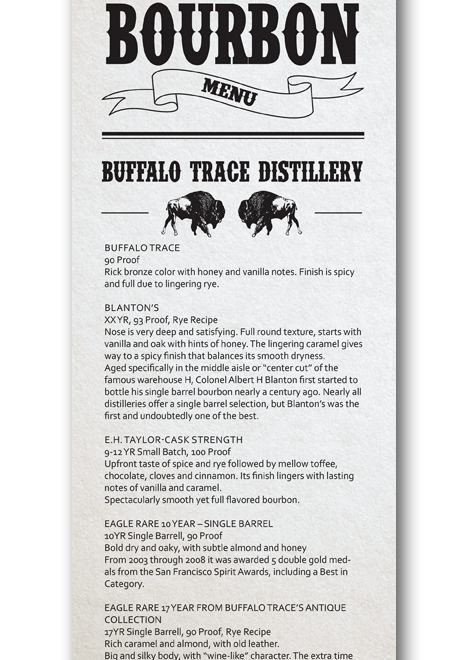 BOURBON
MENU
BUFFALO TRACE DISTILLERY
BUFFALO TRACE
90 Proof
Rick bronze color with honey and vanilla notes. Finish is spicy
and full due to lingering rye.
BLANTON'S
XXYR, 93 Proof, Rye Recipe
Nose is very deep and satisfying. Full round texture, starts with
vanilla and oak with hints of honey. The lingering caramel gives
way to a spicy finish that balances its smooth dryness.
Aged specifically in the middle aisle or "center cut" of the
famous warehouse H, Colonel Albert H Blanton first started to
bottle his single barrel bourbon nearly a century ago. Nearly all
distilleries offer a single barrel selection, but Blanton's was the
first and undoubtedly one of the best.
E.H. TAYLOR-CASK STRENGTH
9-12 YR Small Batch, 100 Proof
Upfront taste of spice and rye followed by mellow toffee,
chocolate, cloves and cinnamon. Its finish lingers with lasting
notes of vanilla and caramel.
Spectacularly smooth yet full flavored bourbon.
EAGLE RARE 10 YEAR – SINGLE BARREL
10YR Single Barrell, 90 Proof
Bold dry and oaky, with subtle almond and honey
From 2003 through 2008 it was awarded 5 double gold med-
als from the San Francisco Spirit Awards, including a Best in
Category.
EAGLE RARE 17 YEAR FROM BUFFALO TRACE'S ANTIQUE
COLLECTION
17YR Single Barrell, 90 Proof, Rye Recipe
Rich caramel and almond, with old leather.
Big and silky body, with "wine-like" character. The extra time